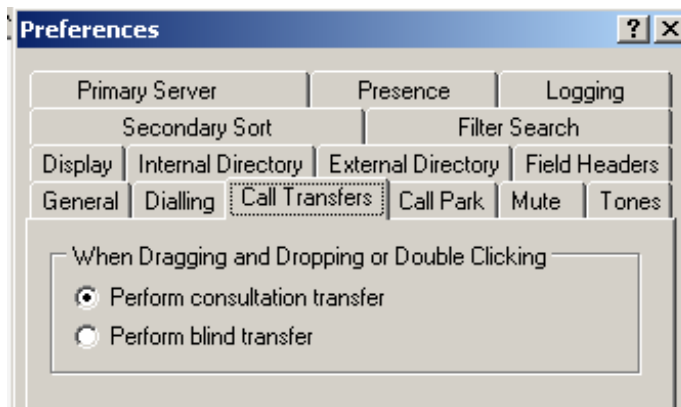 Preferences
Primary Server Presence Logging
Secondary Sort Filter Search
Display Internal Directory External Directory Field Headers
General Dialling Call Transfers Call Park Mute Tones
When Dragging and Dropping or Double Clicking
Perform consultation transfer
Perform blind transfer